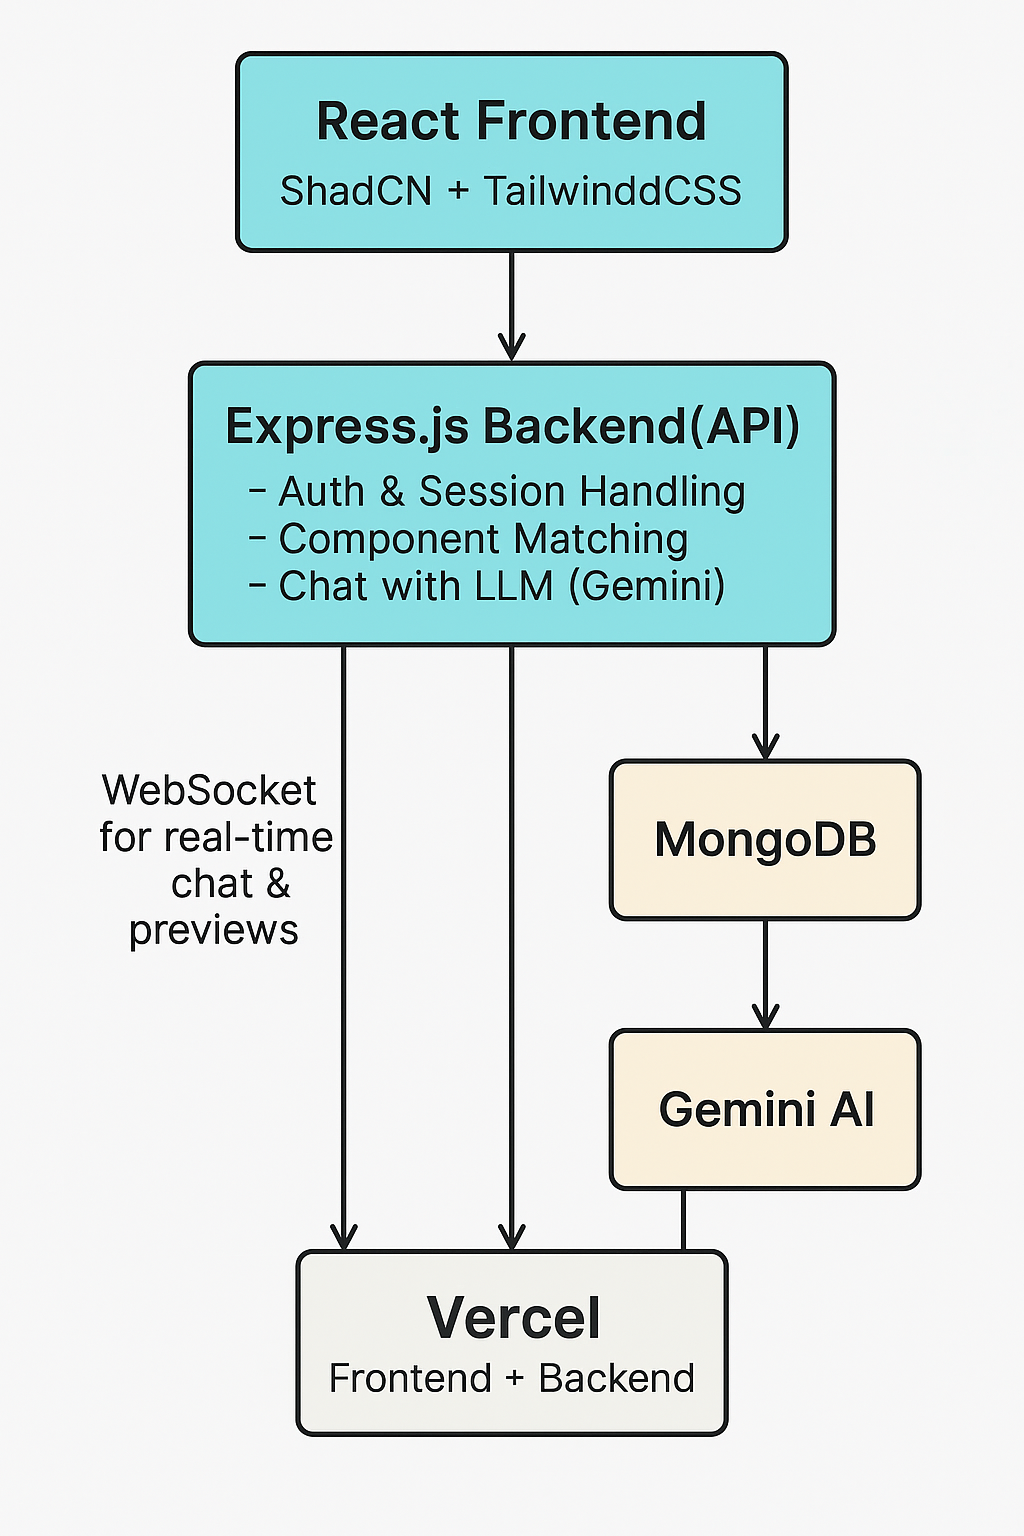 React Frontend
ShadCN + TailwinddCSS
Express.js Backend(API)
– Auth & Session Handling
– Component Matching
– Chat with LLM (Gemini)
WebSocket
for real-time
chat &
previews
MongoDB
Gemini AI
Vercel
Frontend + Backend